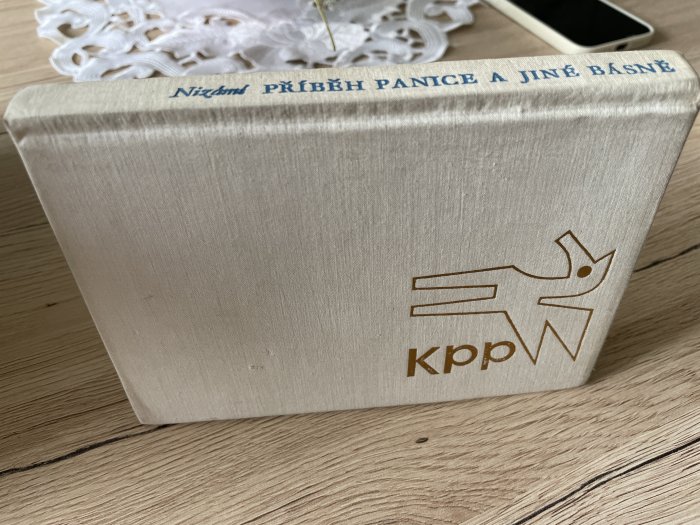 Nizámí PŘÍBĚH PANICE A JINÉ BÁSNĚ
Kpp